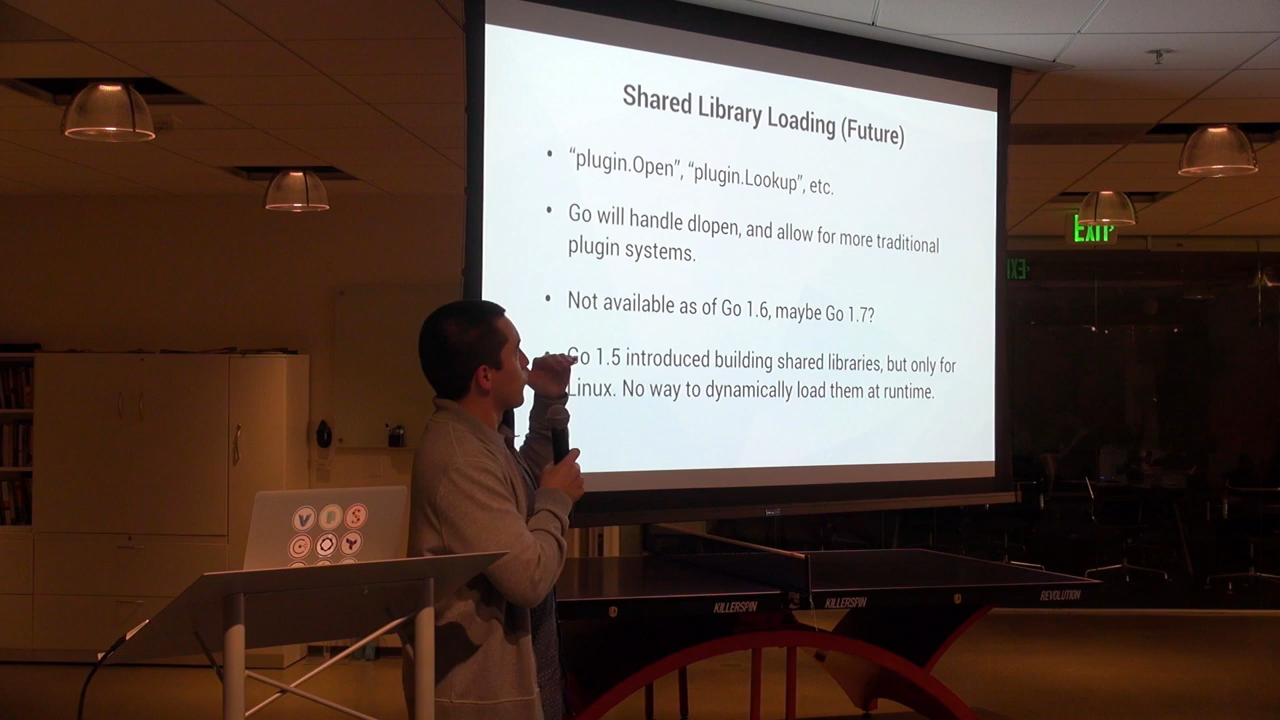 Shared Library Loading (Future)
• “plugin.Open”, “plugin.Lookup”, etc.
• Go will handle dlopen, and allow for more traditional
plugin systems.
• Not available as of Go 1.6, maybe Go 1.7?
• Go 1.5 introduced building shared libraries, but only for
Linux. No way to dynamically load them at runtime.
EXIT
EXIT
V
KILLERSPIN
KILLERSPIN
REVOLUTION